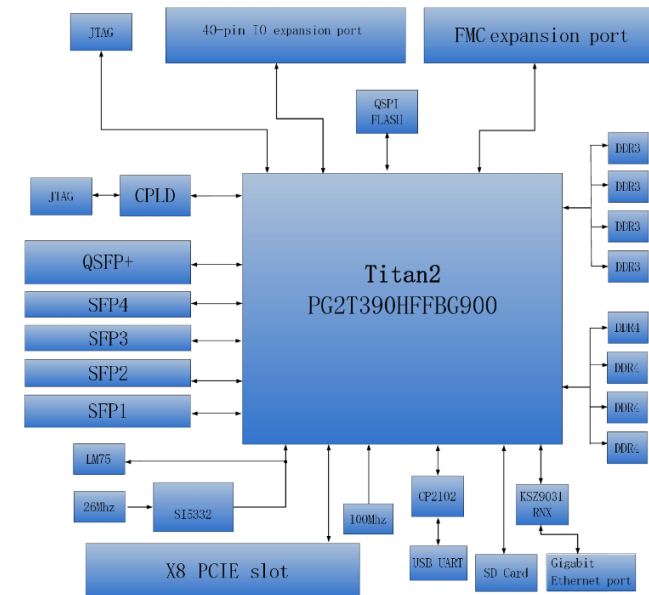 JTAG
40-pin IO expansion port
FMC expansion port
QSPI
FLASH
DDR3
DDR3
DDR3
DDR3
JTAG
CPLD
QSFP+
SFP4
SFP3
SFP2
SFP1
Titan2
PG2T390HFFBG900
DDR4
DDR4
DDR4
DDR4
LM75
26Mhz
SI5332
100Mhz
CP2102
KSZ9031
RNX
X8 PCIE slot
USB UART
SD Card
Gigabit
Ethernet port